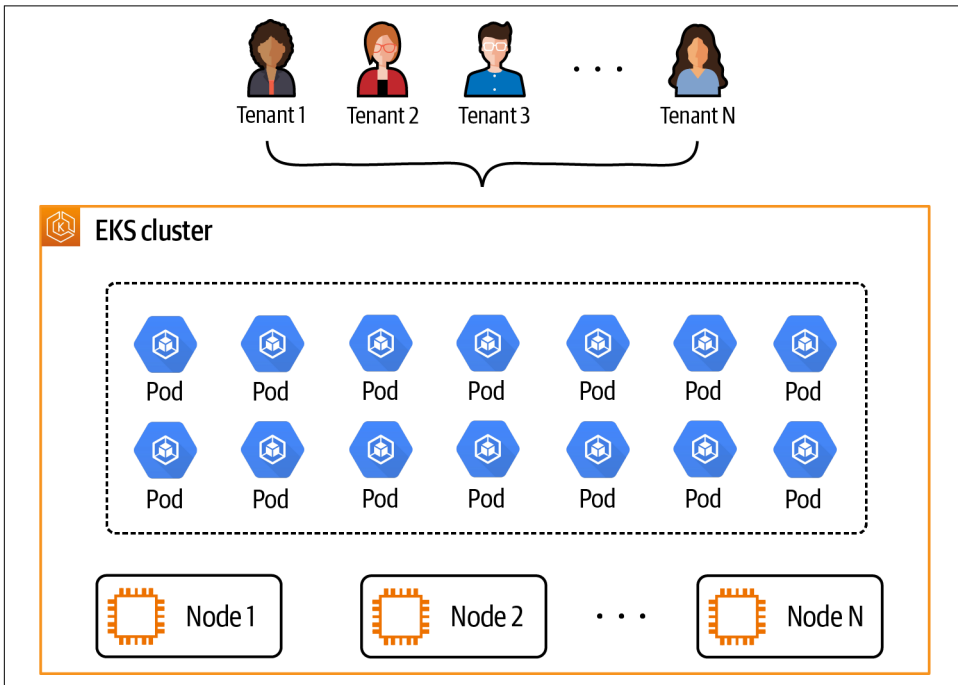 Tenant 1 Tenant 2 Tenant 3 . . . Tenant N
K
EKS cluster
Pod Pod Pod Pod Pod Pod Pod
Pod Pod Pod Pod Pod Pod Pod
Node 1 Node 2 . . . Node N